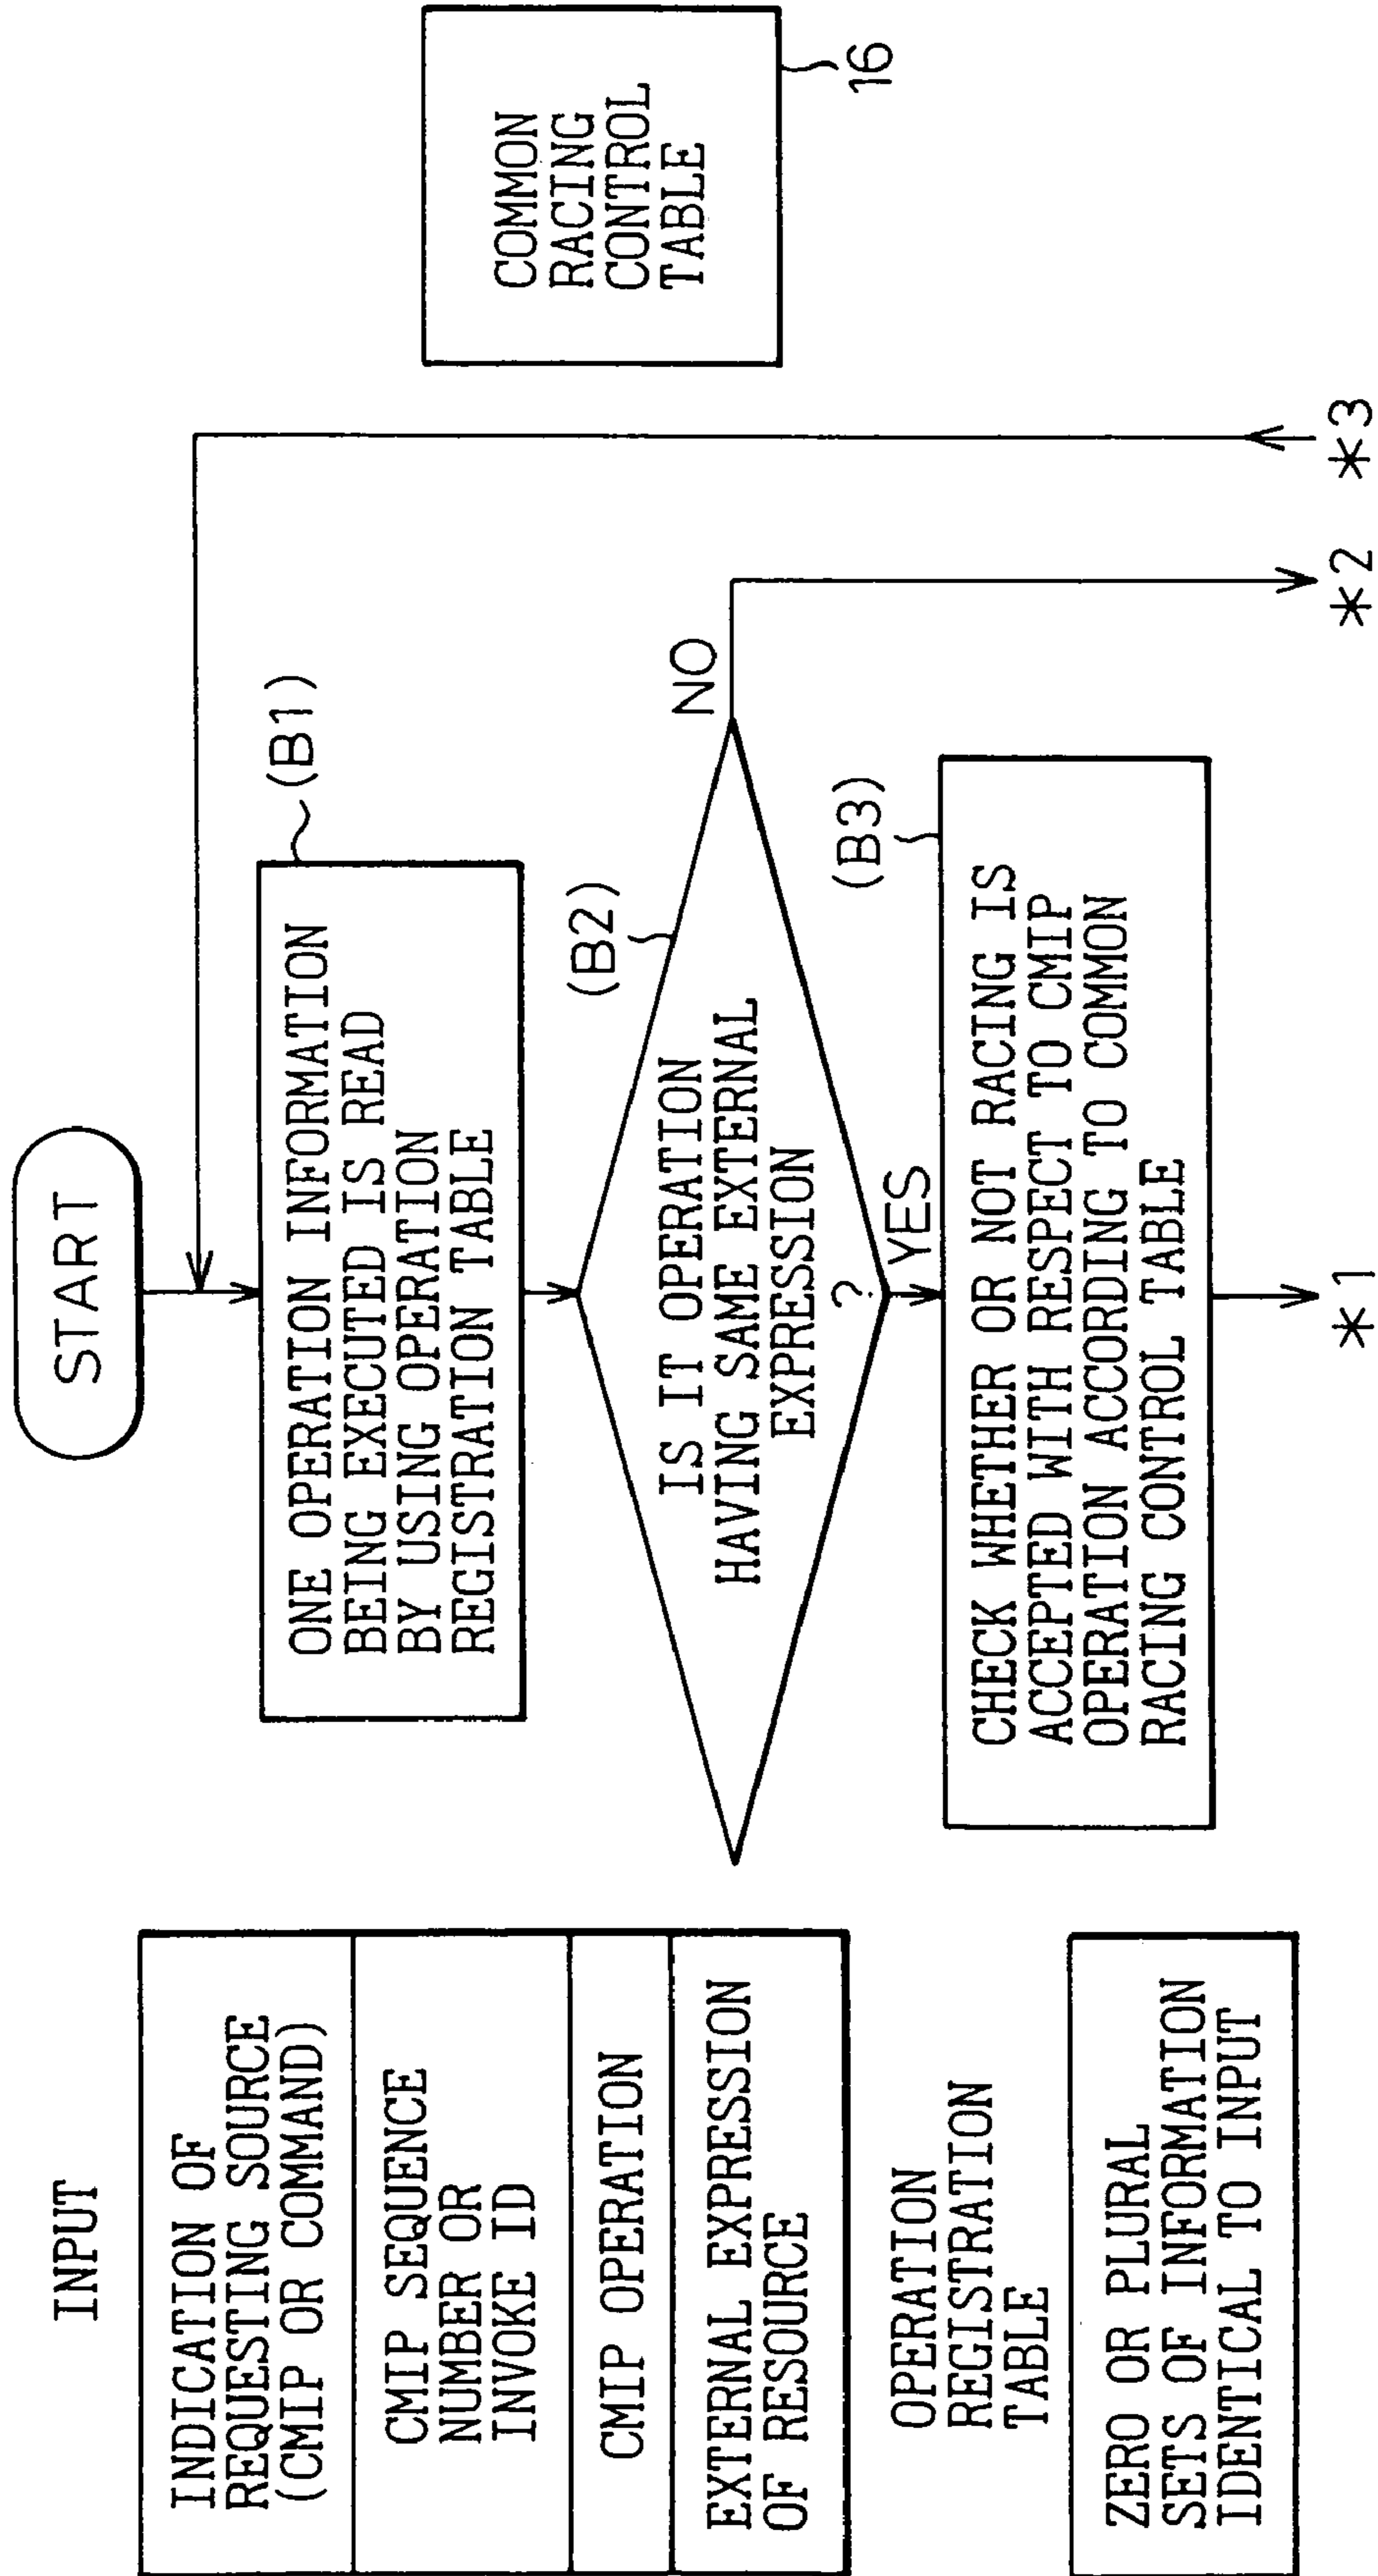 INPUT
INDICATION OF
REQUESTING SOURCE
(CMIP OR COMMAND)
CMIP SEQUENCE
NUMBER OR
INVOKE ID
CMIP OPERATION
EXTERNAL EXPRESSION
OF RESOURCE
OPERATION
REGISTRATION
TABLE
ZERO OR PLURAL
SETS OF INFORMATION
IDENTICAL TO INPUT
START
(B1)
ONE OPERATION INFORMATION
BEING EXECUTED IS READ
BY USING OPERATION
REGISTRATION TABLE
(B2)
IS IT OPERATION
HAVING SAME EXTERNAL
EXPRESSION
?
NO
YES
(B3)
CHECK WHETHER OR NOT RACING IS
ACCEPTED WITH RESPECT TO CMIP
OPERATION ACCORDING TO COMMON
RACING CONTROL TABLE
*1
*2
*3
COMMON
RACING
CONTROL
TABLE
16